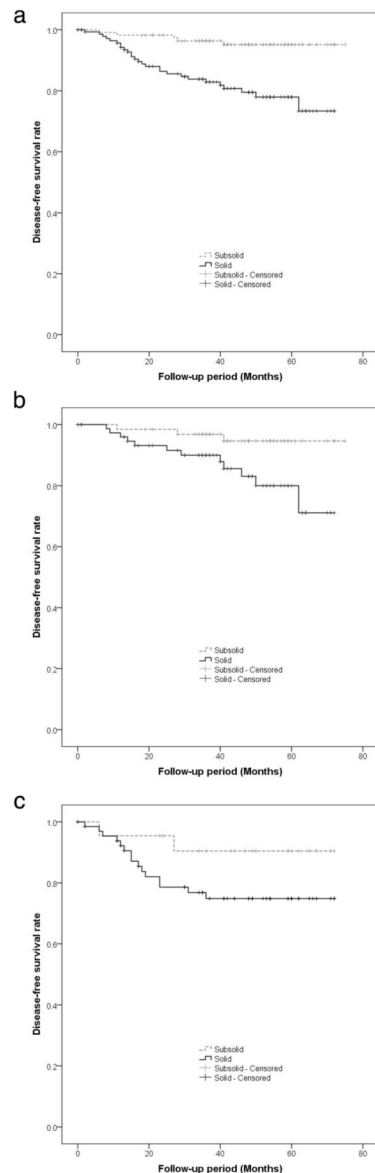 a
1.0
0.8
0.6
0.4
0.2
0.0
Disease-free survival rate
Subsolid
Solid
Subsolid - Censored
Solid - Censored
0 20 40 60 80
Follow-up period (Months)
b
1.0
0.8
0.6
0.4
0.2
0.0
Disease-free survival rate
Subsolid
Solid
Subsolid - Censored
Solid - Censored
0 20 40 60 80
Follow-up period (Months)
c
1.0
0.8
0.6
0.4
0.2
0.0
Disease-free survival rate
Subsolid
Solid
Subsolid - Censored
Solid - Censored
0 20 40 60 80
Follow-up period (Months)